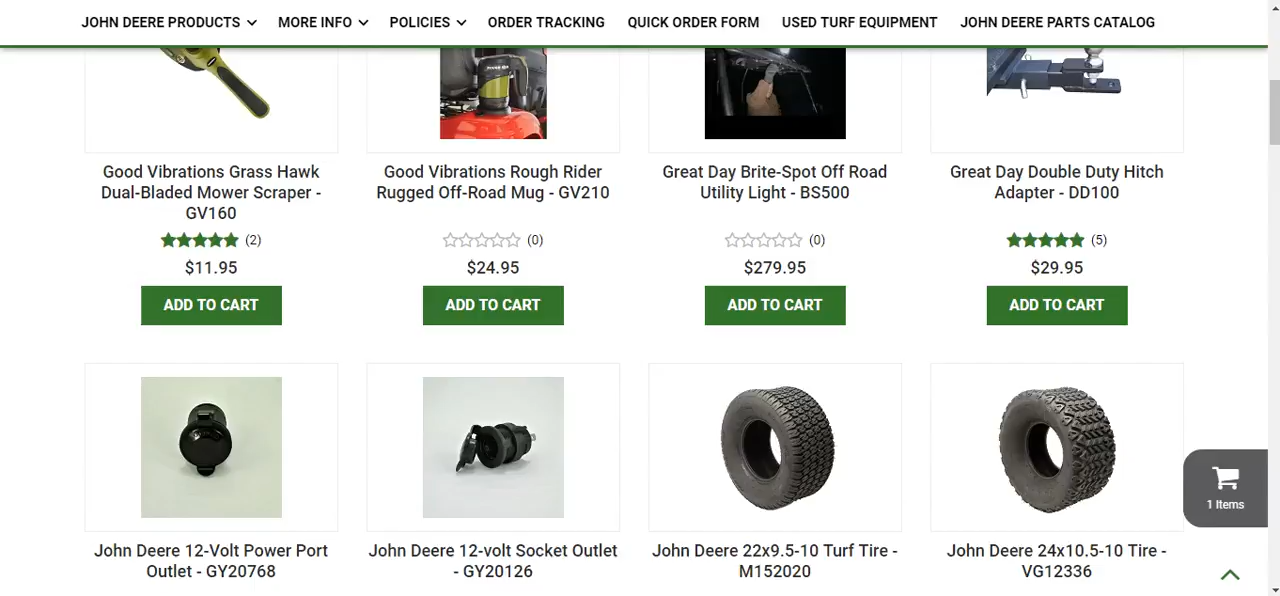 JOHN DEERE PRODUCTS MORE INFO POLICIES ORDER TRACKING QUICK ORDER FORM USED TURF EQUIPMENT JOHN DEERE PARTS CATALOG
Good Vibrations Grass Hawk
Dual-Bladed Mower Scraper -
GV160
(2)
$11.95
ADD TO CART
Good Vibrations Rough Rider
Rugged Off-Road Mug - GV210
(0)
$24.95
ADD TO CART
Great Day Brite-Spot Off Road
Utility Light - BS500
(0)
$279.95
ADD TO CART
Great Day Double Duty Hitch
Adapter - DD100
(5)
$29.95
ADD TO CART
John Deere 12-Volt Power Port
Outlet - GY20768
John Deere 12-volt Socket Outlet
- GY20126
John Deere 22x9.5-10 Turf Tire -
M152020
John Deere 24x10.5-10 Tire -
VG12336
1 Items